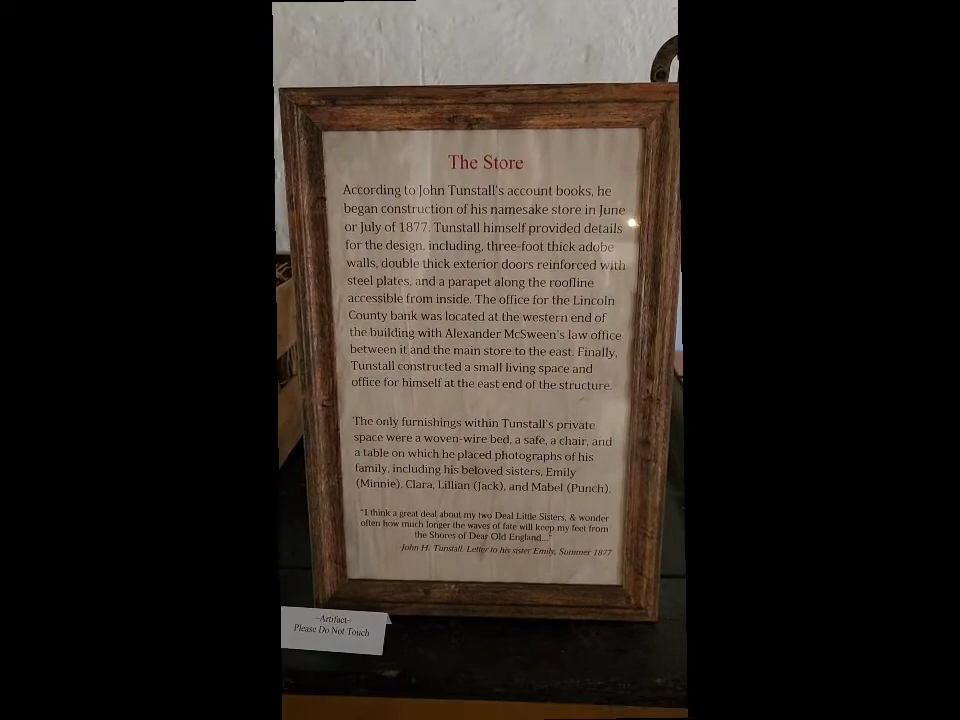 The Store
According to John Tunstall's account books, he
began construction of his namesake store in June
or July of 1877. Tunstall himself provided details
for the design, including, three-foot thick adobe
walls, double thick exterior doors reinforced with
steel plates, and a parapet along the roofline
accessible from inside. The office for the Lincoln
County bank was located at the western end of
the building with Alexander McSween's law office
between it and the main store to the east. Finally,
Tunstall constructed a small living space and
office for himself at the east end of the structure.
The only furnishings within Tunstall's private
space were a woven-wire bed, a safe, a chair, and
a table on which he placed photographs of his
family, including his beloved sisters, Emily
(Minnie), Clara, Lillian (Jack), and Mabel (Punch).
"I think a great deal about my two Deal Little Sisters, & wonder
often how much longer the waves of fate will keep my feet from
the Shores of Dear Old England..."
John H. Tunstall, Letter to his sister Emily, Summer 1877
~Artifact~
Please Do Not Touch